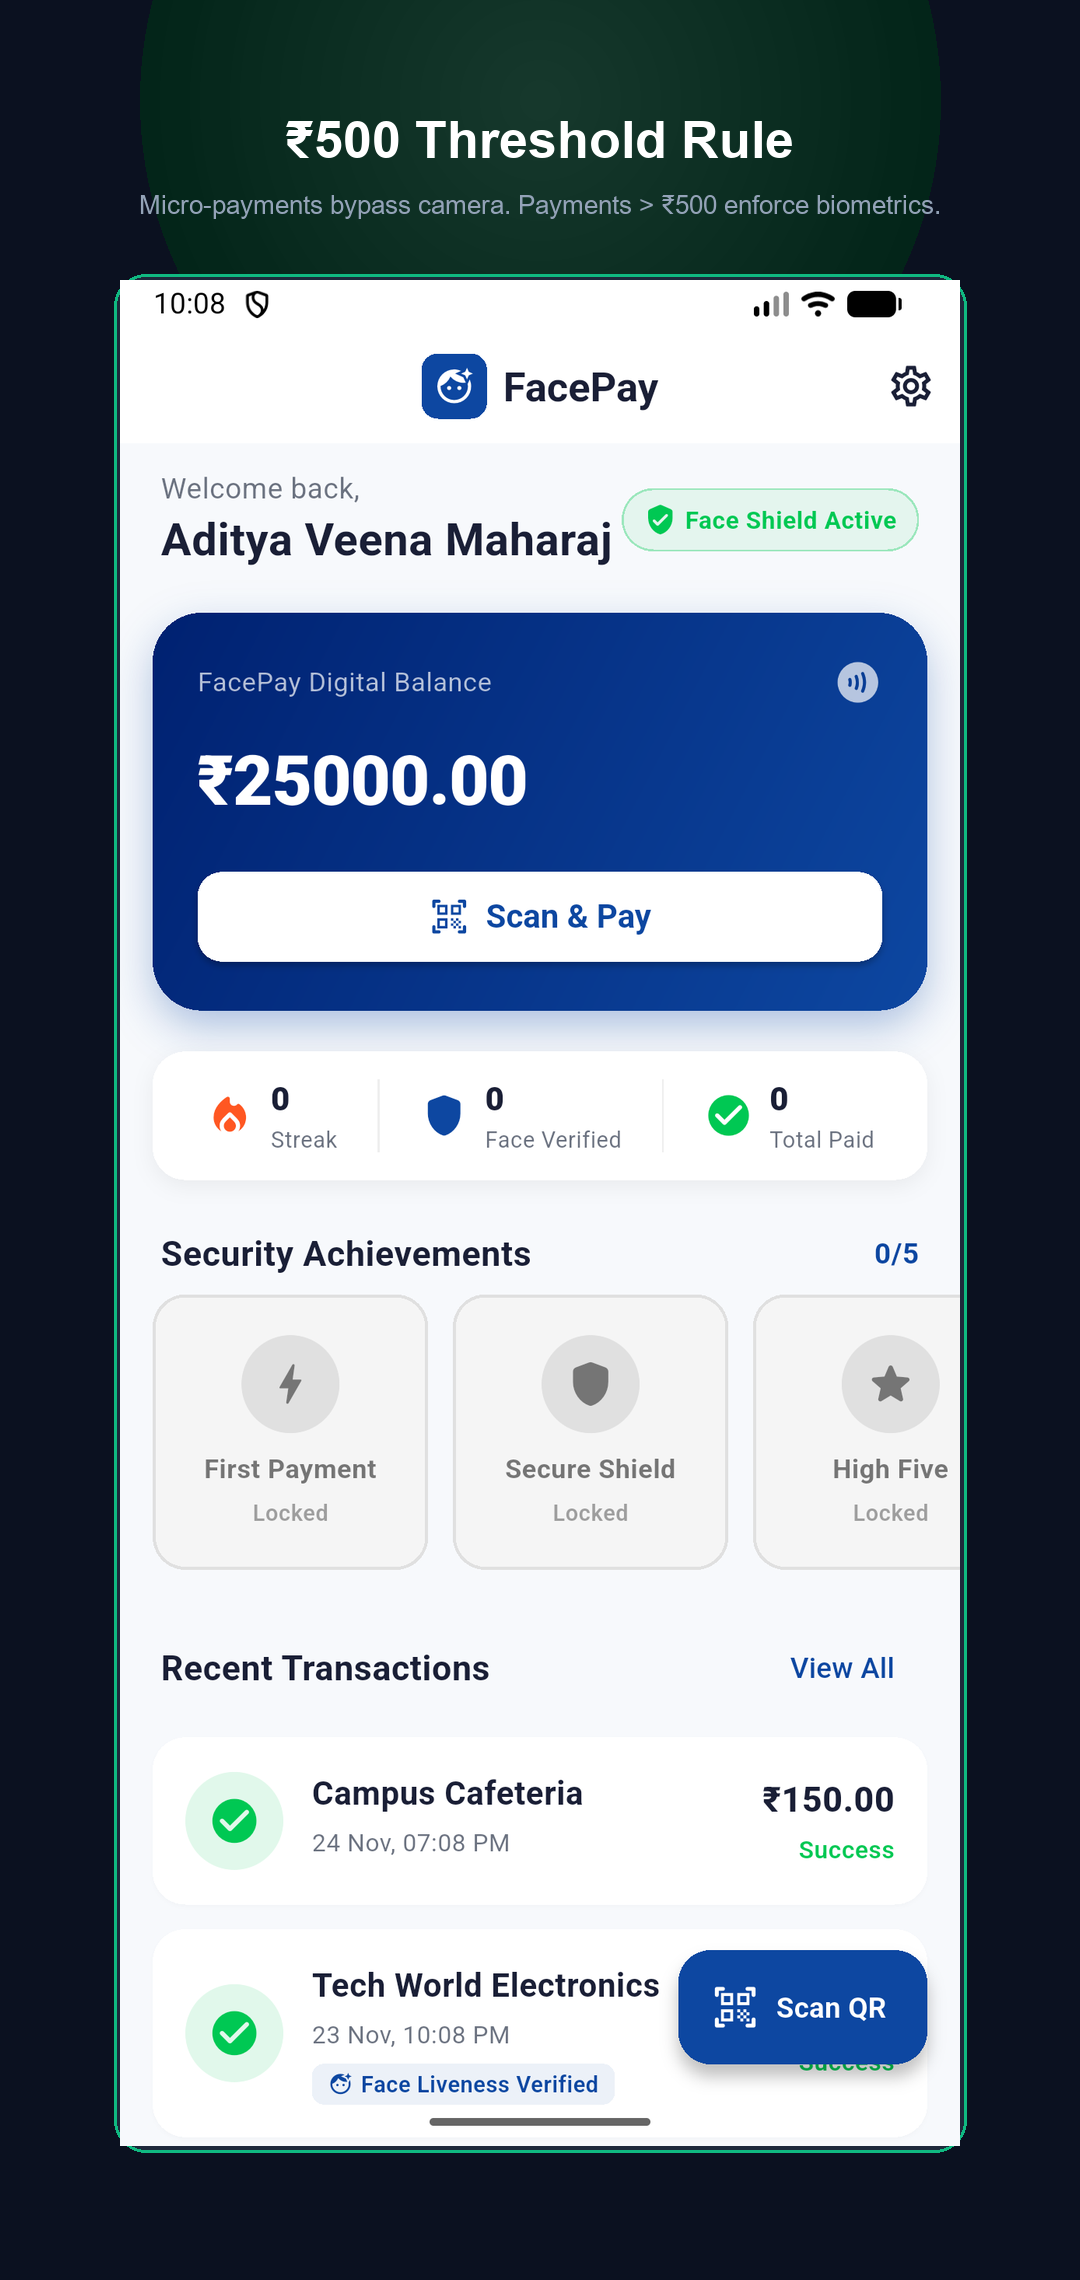 ₹500 Threshold Rule
Micro-payments bypass camera. Payments > ₹500 enforce biometrics.
10:08
FacePay
Welcome back,
Aditya Veena Maharaj
Face Shield Active
FacePay Digital Balance
₹25000.00
Scan & Pay
0
Streak
0
Face Verified
0
Total Paid
Security Achievements
0/5
First Payment
Locked
Secure Shield
Locked
High Five
Locked
Recent Transactions
View All
Campus Cafeteria
24 Nov, 07:08 PM
₹150.00
Success
Tech World Electronics
23 Nov, 10:08 PM
Face Liveness Verified
Scan QR
Success